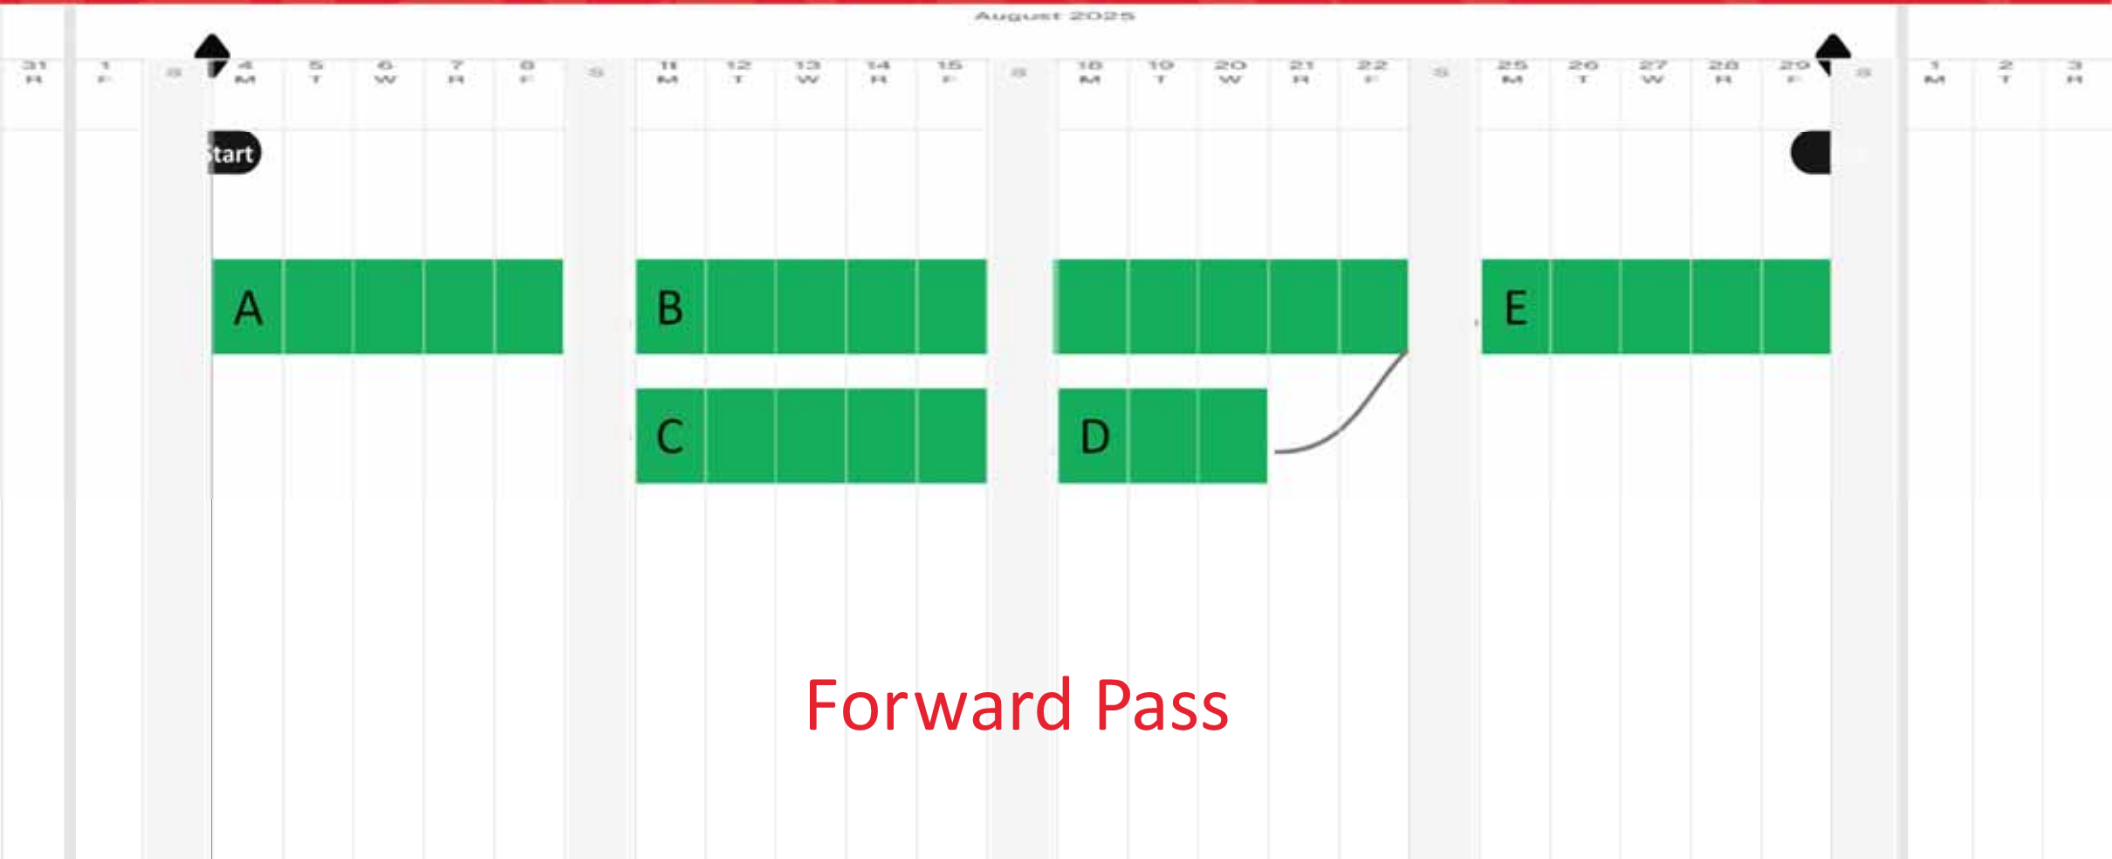 August 2025
31 1 4 5 6 7 8 11 12 13 14 15 18 19 20 21 22 25 26 27 28 29 1 2 3
R F S M T W R F S M T W R F S M T W R F S M T W R F S M T R
Start
A B E
C D
Forward Pass